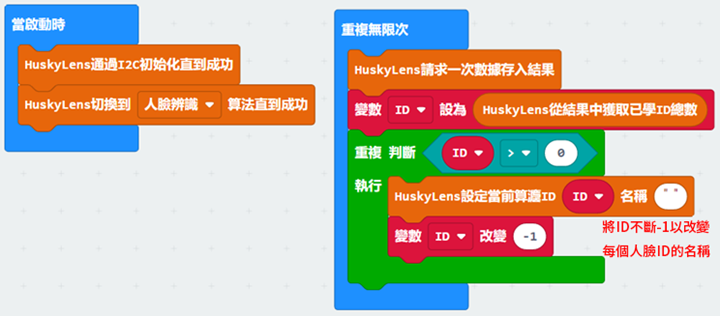 當啟動時
HuskyLens通過I2C初始化直到成功
HuskyLens切換到 人臉辨識 算法直到成功
重複無限次
HuskyLens請求一次數據存入結果
變數 ID 設為 HuskyLens從結果中獲取已學ID總數
重複 判斷 ID > 0
執行
HuskyLens設定當前算灋ID ID 名稱 " "
變數 ID 改變 -1
將ID不斷-1以改變
每個人臉ID的名稱